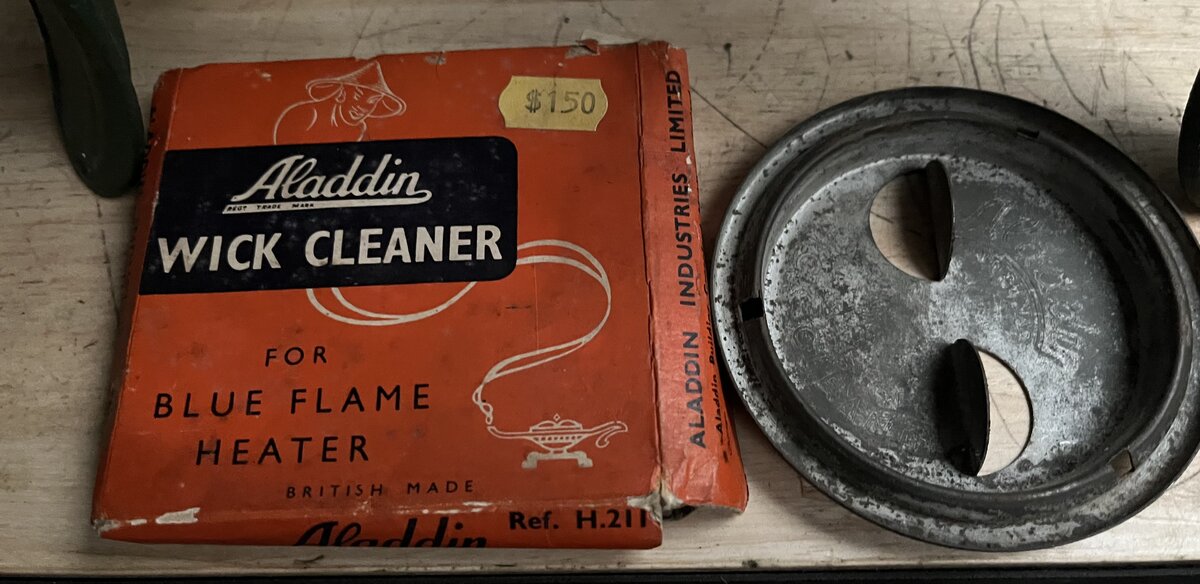 $150
Aladdin
REGD TRADE MARK
WICK CLEANER
FOR
BLUE FLAME
HEATER
BRITISH MADE
Aladdin
Ref. H.211
ALADDIN INDUSTRIES LIMITED
Aladdin